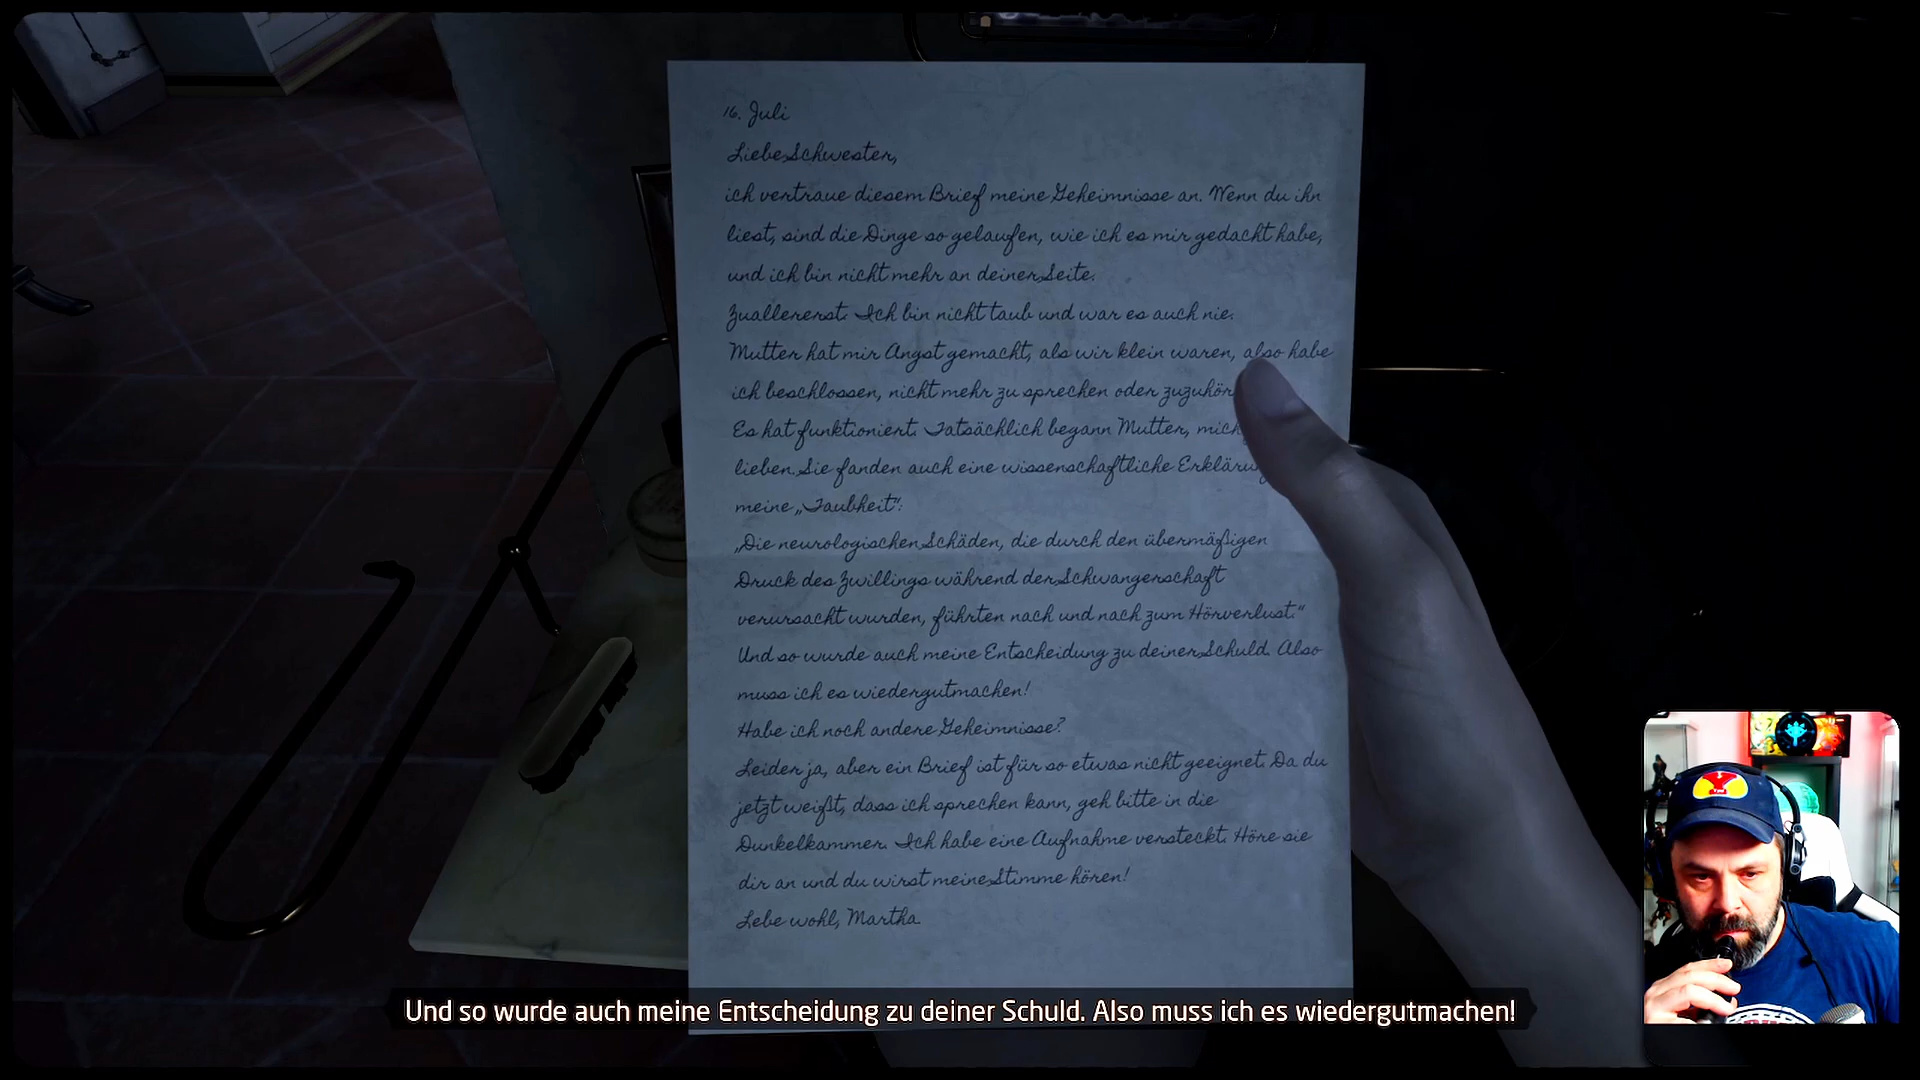 16. Juli
Liebe Schwester,
ich vertraue diesem Brief meine Geheimnisse an. Wenn du ihn
liest, sind die Dinge so gelaufen, wie ich es mir gedacht habe,
und ich bin nicht mehr an deiner Seite.
Zuallererst: Ich bin nicht taub und war es auch nie.
Mutter hat mir Angst gemacht, als wir klein waren, also habe
ich beschlossen, nicht mehr zu sprechen oder
Es hat funktioniert. Tatsächlich begann Mutter,
lieben. Sie fanden auch eine wissenschaftliche
meine „Taubheit“:
„Die neurologischen Schäden, die durch den übermäßigen
Druck des Zwillings während der Schwangerschaft
verursacht wurden, führten nach und nach zum Hörverlust.“
Und so wurde auch meine Entscheidung zu deiner Schuld. Also
muss ich es wiedergutmachen!
Habe ich noch andere Geheimnisse?
Leider ja, aber ein Brief ist für so etwas nicht geeignet. Da du
jetzt weißt, dass ich sprechen kann, geh bitte in die
Dunkelkammer. Ich habe eine Aufnahme versteckt. Höre sie
dir an und du wirst meine Stimme hören!
Lebe wohl, Martha
Und so wurde auch meine Entscheidung zu deiner Schuld. Also muss ich es wiedergutmachen!